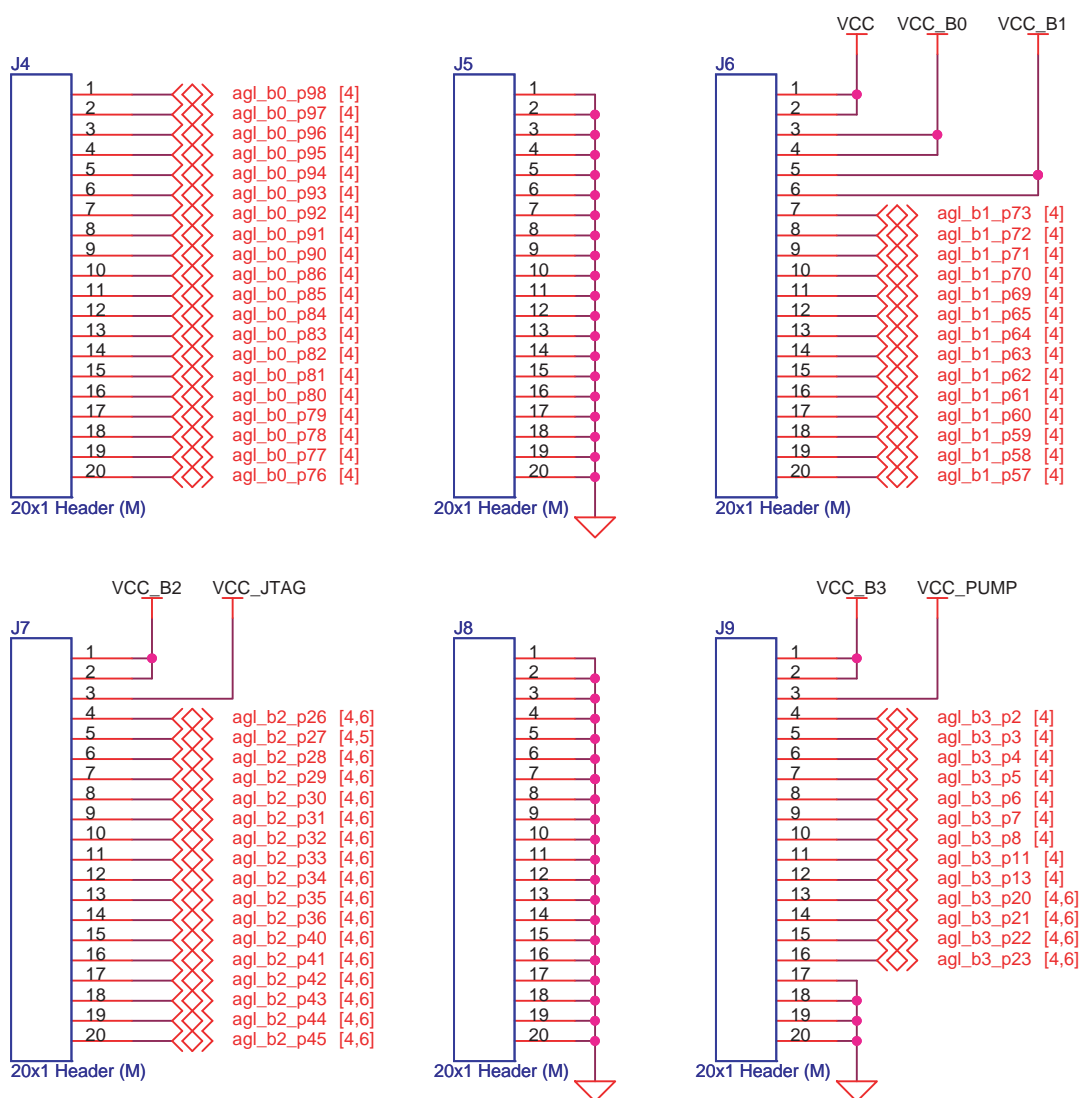 VCC VCC_B0 VCC_B1
J4
1 agl_b0_p98 [4]
2 agl_b0_p97 [4]
3 agl_b0_p96 [4]
4 agl_b0_p95 [4]
5 agl_b0_p94 [4]
6 agl_b0_p93 [4]
7 agl_b0_p92 [4]
8 agl_b0_p91 [4]
9 agl_b0_p90 [4]
10 agl_b0_p86 [4]
11 agl_b0_p85 [4]
12 agl_b0_p84 [4]
13 agl_b0_p83 [4]
14 agl_b0_p82 [4]
15 agl_b0_p81 [4]
16 agl_b0_p80 [4]
17 agl_b0_p79 [4]
18 agl_b0_p78 [4]
19 agl_b0_p77 [4]
20 agl_b0_p76 [4]
20x1 Header (M)
J5
1
2
3
4
5
6
7
8
9
10
11
12
13
14
15
16
17
18
19
20
20x1 Header (M)
J6
1
2
3
4
5
6
7 agl_b1_p73 [4]
8 agl_b1_p72 [4]
9 agl_b1_p71 [4]
10 agl_b1_p70 [4]
11 agl_b1_p69 [4]
12 agl_b1_p65 [4]
13 agl_b1_p64 [4]
14 agl_b1_p63 [4]
15 agl_b1_p62 [4]
16 agl_b1_p61 [4]
17 agl_b1_p60 [4]
18 agl_b1_p59 [4]
19 agl_b1_p58 [4]
20 agl_b1_p57 [4]
20x1 Header (M)
VCC_B2 VCC_JTAG
J7
1
2
3
4 agl_b2_p26 [4,6]
5 agl_b2_p27 [4,5]
6 agl_b2_p28 [4,6]
7 agl_b2_p29 [4,6]
8 agl_b2_p30 [4,6]
9 agl_b2_p31 [4,6]
10 agl_b2_p32 [4,6]
11 agl_b2_p33 [4,6]
12 agl_b2_p34 [4,6]
13 agl_b2_p35 [4,6]
14 agl_b2_p36 [4,6]
15 agl_b2_p40 [4,6]
16 agl_b2_p41 [4,6]
17 agl_b2_p42 [4,6]
18 agl_b2_p43 [4,6]
19 agl_b2_p44 [4,6]
20 agl_b2_p45 [4,6]
20x1 Header (M)
J8
1
2
3
4
5
6
7
8
9
10
11
12
13
14
15
16
17
18
19
20
20x1 Header (M)
VCC_B3 VCC_PUMP
J9
1
2
3
4 agl_b3_p2 [4]
5 agl_b3_p3 [4]
6 agl_b3_p4 [4]
7 agl_b3_p5 [4]
8 agl_b3_p6 [4]
9 agl_b3_p7 [4]
10 agl_b3_p8 [4]
11 agl_b3_p11 [4]
12 agl_b3_p13 [4]
13 agl_b3_p20 [4,6]
14 agl_b3_p21 [4,6]
15 agl_b3_p22 [4,6]
16 agl_b3_p23 [4,6]
17
18
19
20
20x1 Header (M)